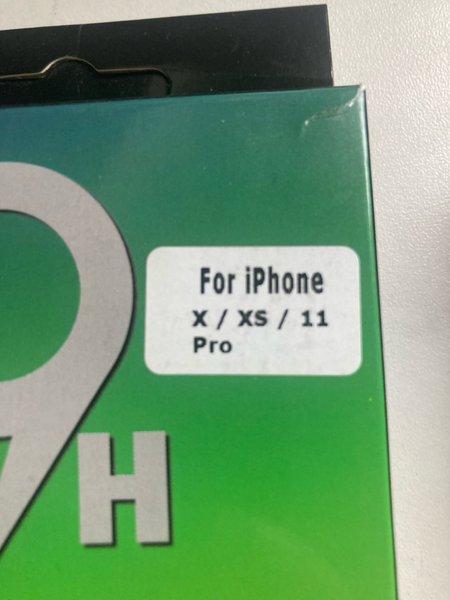 For iPhone
X / XS / 11
Pro
9H